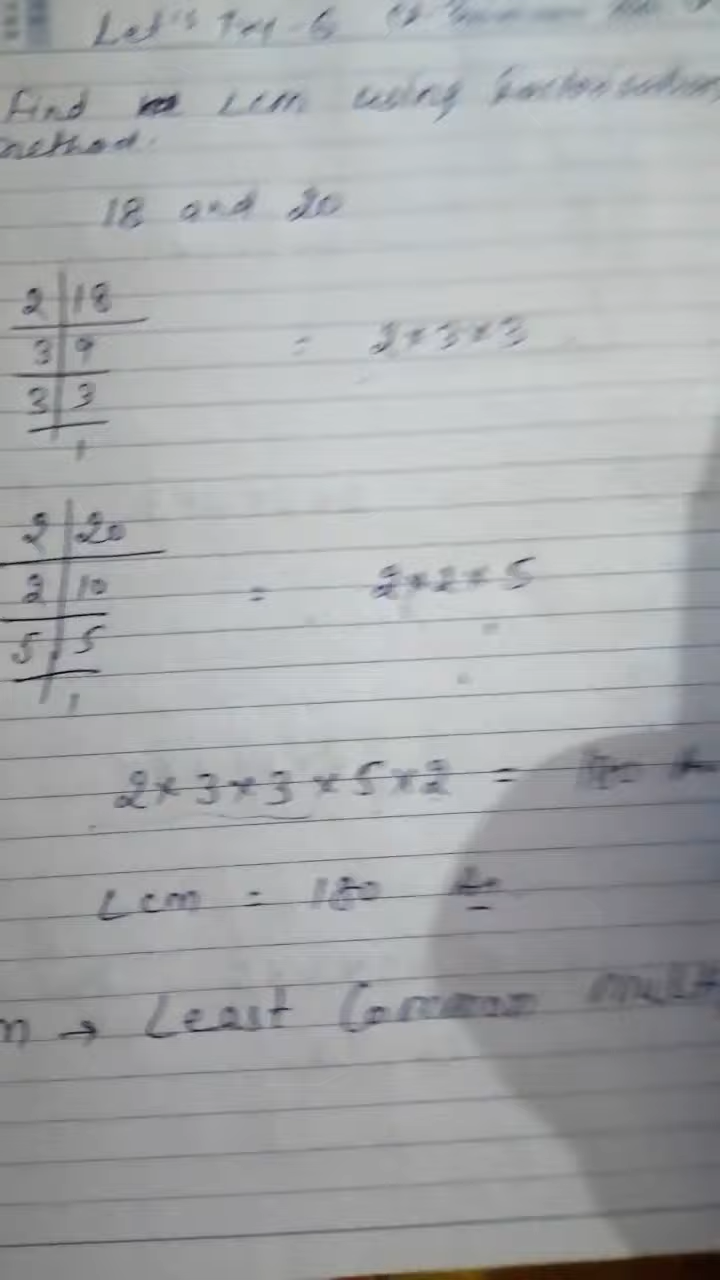 Let's Try - 6
Find LCM using factorisation
method.
18 and 20
2 | 18
3 | 9 = 2 × 3 × 3
3 | 3
1
2 | 20
2 | 10 = 2 × 2 × 5
5 | 5
1
2 × 3 × 3 × 5 × 2 = 180
LCM = 180
m → Least Common mult